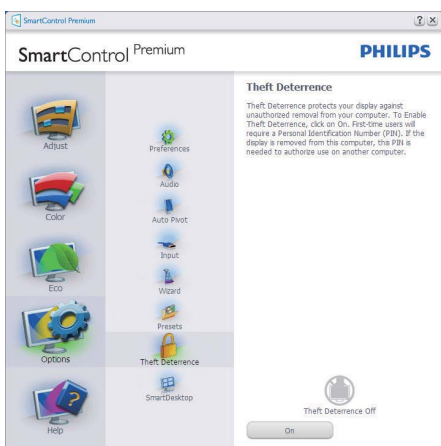 SmartControl Premium
SmartControl Premium
PHILIPS
Adjust
Color
Eco
Options
Help
Preferences
Audio
Auto Pivot
Input
Wizard
Presets
Theft Deterrence
SmartDesktop
Theft Deterrence
Theft Deterrence protects your display against
unauthorized removal from your computer. To Enable
Theft Deterrence, click on On. First-time users will
require a Personal Identification Number (PIN). If the
display is removed from this computer, this PIN is
needed to authorize use on another computer.
Theft Deterrence Off
On